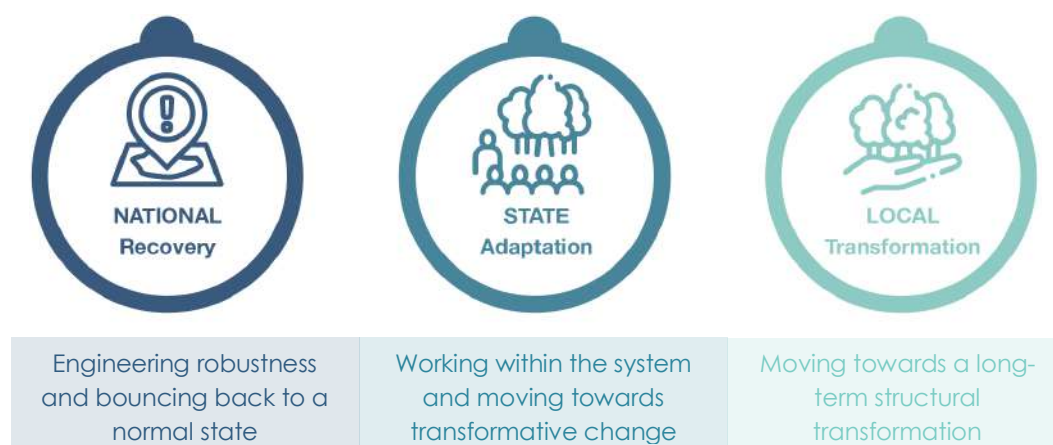 NATIONAL
Recovery
STATE
Adaptation
LOCAL
Transformation
Engineering robustness
and bouncing back to a
normal state
Working within the system
and moving towards
transformative change
Moving towards a long-
term structural
transformation